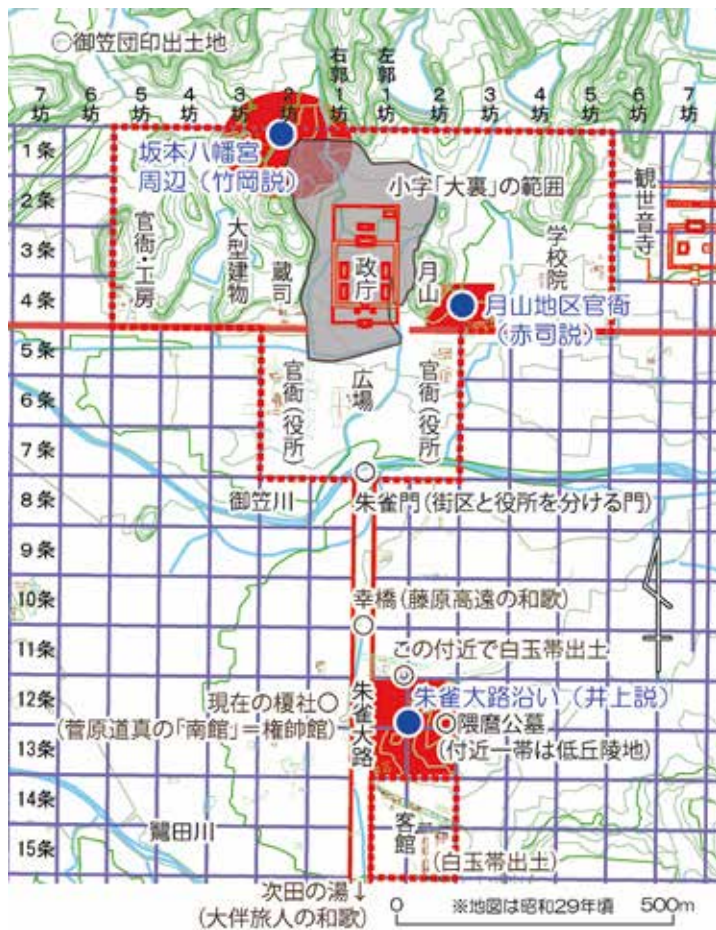 ○御笠団印出土地
右郭
左郭
7坊
6坊
5坊
4坊
3坊
2坊
1坊
1坊
2坊
3坊
4坊
5坊
6坊
7坊
1条
2条
3条
4条
5条
6条
7条
8条
9条
10条
11条
12条
13条
14条
15条
坂本八幡宮
周辺（竹岡説）
小字「大裏」の範囲
官衙・工房
大型建物
蔵司
政庁
月山
学校院
観世音寺
月山地区官衙
（赤司説）
官衙（役所）
広場
官衙（役所）
御笠川
朱雀門（街区と役所を分ける門）
幸橋（藤原高遠の和歌）
この付近で白玉帯出土
朱雀大路
現在の榎社○
（菅原道真の「南館」＝権帥館）
朱雀大路沿い（井上説）
隈麿公墓
（付近一帯は低丘陵地）
鷺田川
客館
（白玉帯出土）
次田の湯↓
（大伴旅人の和歌）
0
※地図は昭和29年頃
500m